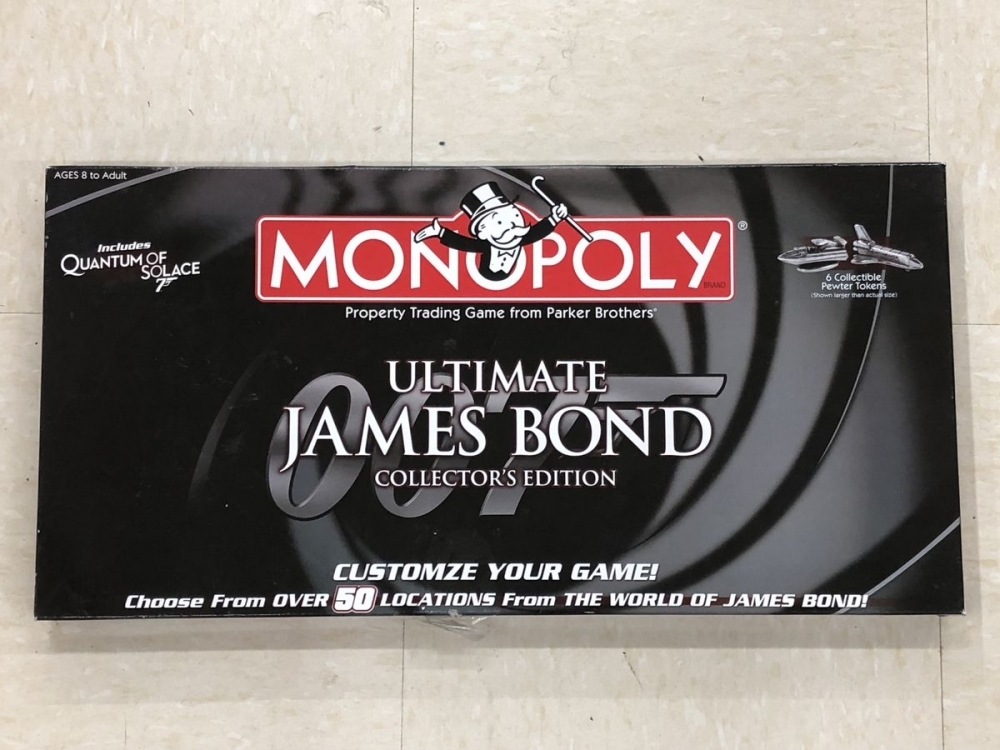 AGES 8 to Adult
Includes
QUANTUM OF
SOLACE
007
MONOPOLY®
BRAND
Property Trading Game from Parker Brothers®
6 Collectible
Pewter Tokens
(Shown larger than actual size)
007
ULTIMATE
JAMES BOND
COLLECTOR'S EDITION
CUSTOMZE YOUR GAME!
Choose From OVER 50 LOCATIONS From THE WORLD OF JAMES BOND!